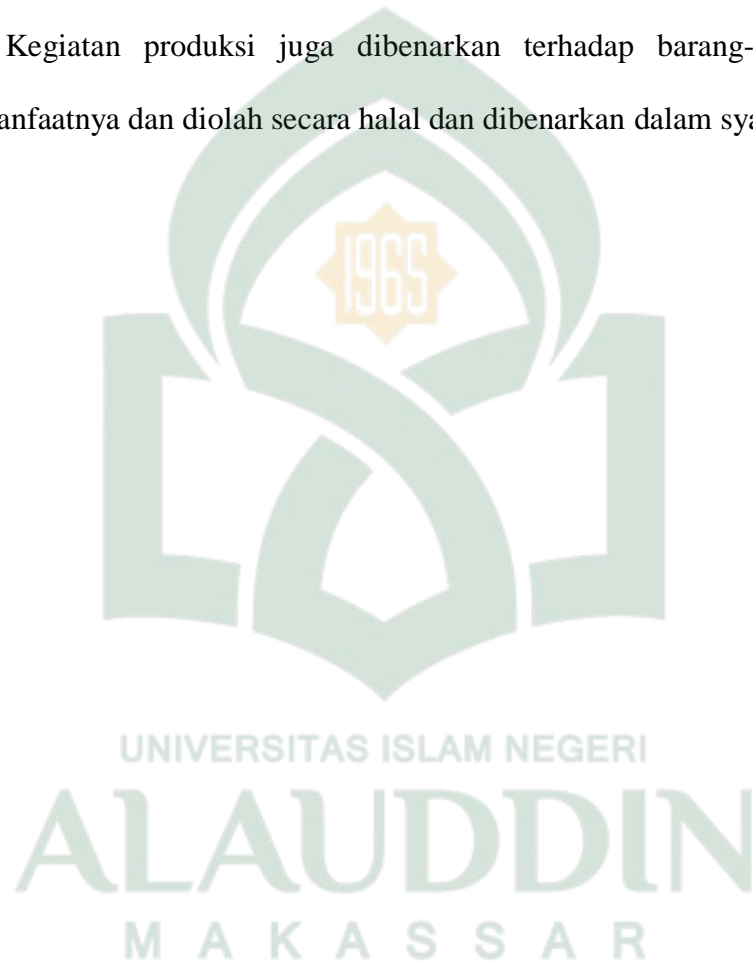 Kegiatan produksi juga dibenarkan terhadap barang-
anfaatnya dan diolah secara halal dan dibenarkan dalam sya
1965
UNIVERSITAS ISLAM NEGERI
ALAUDDIN
MAKASSAR